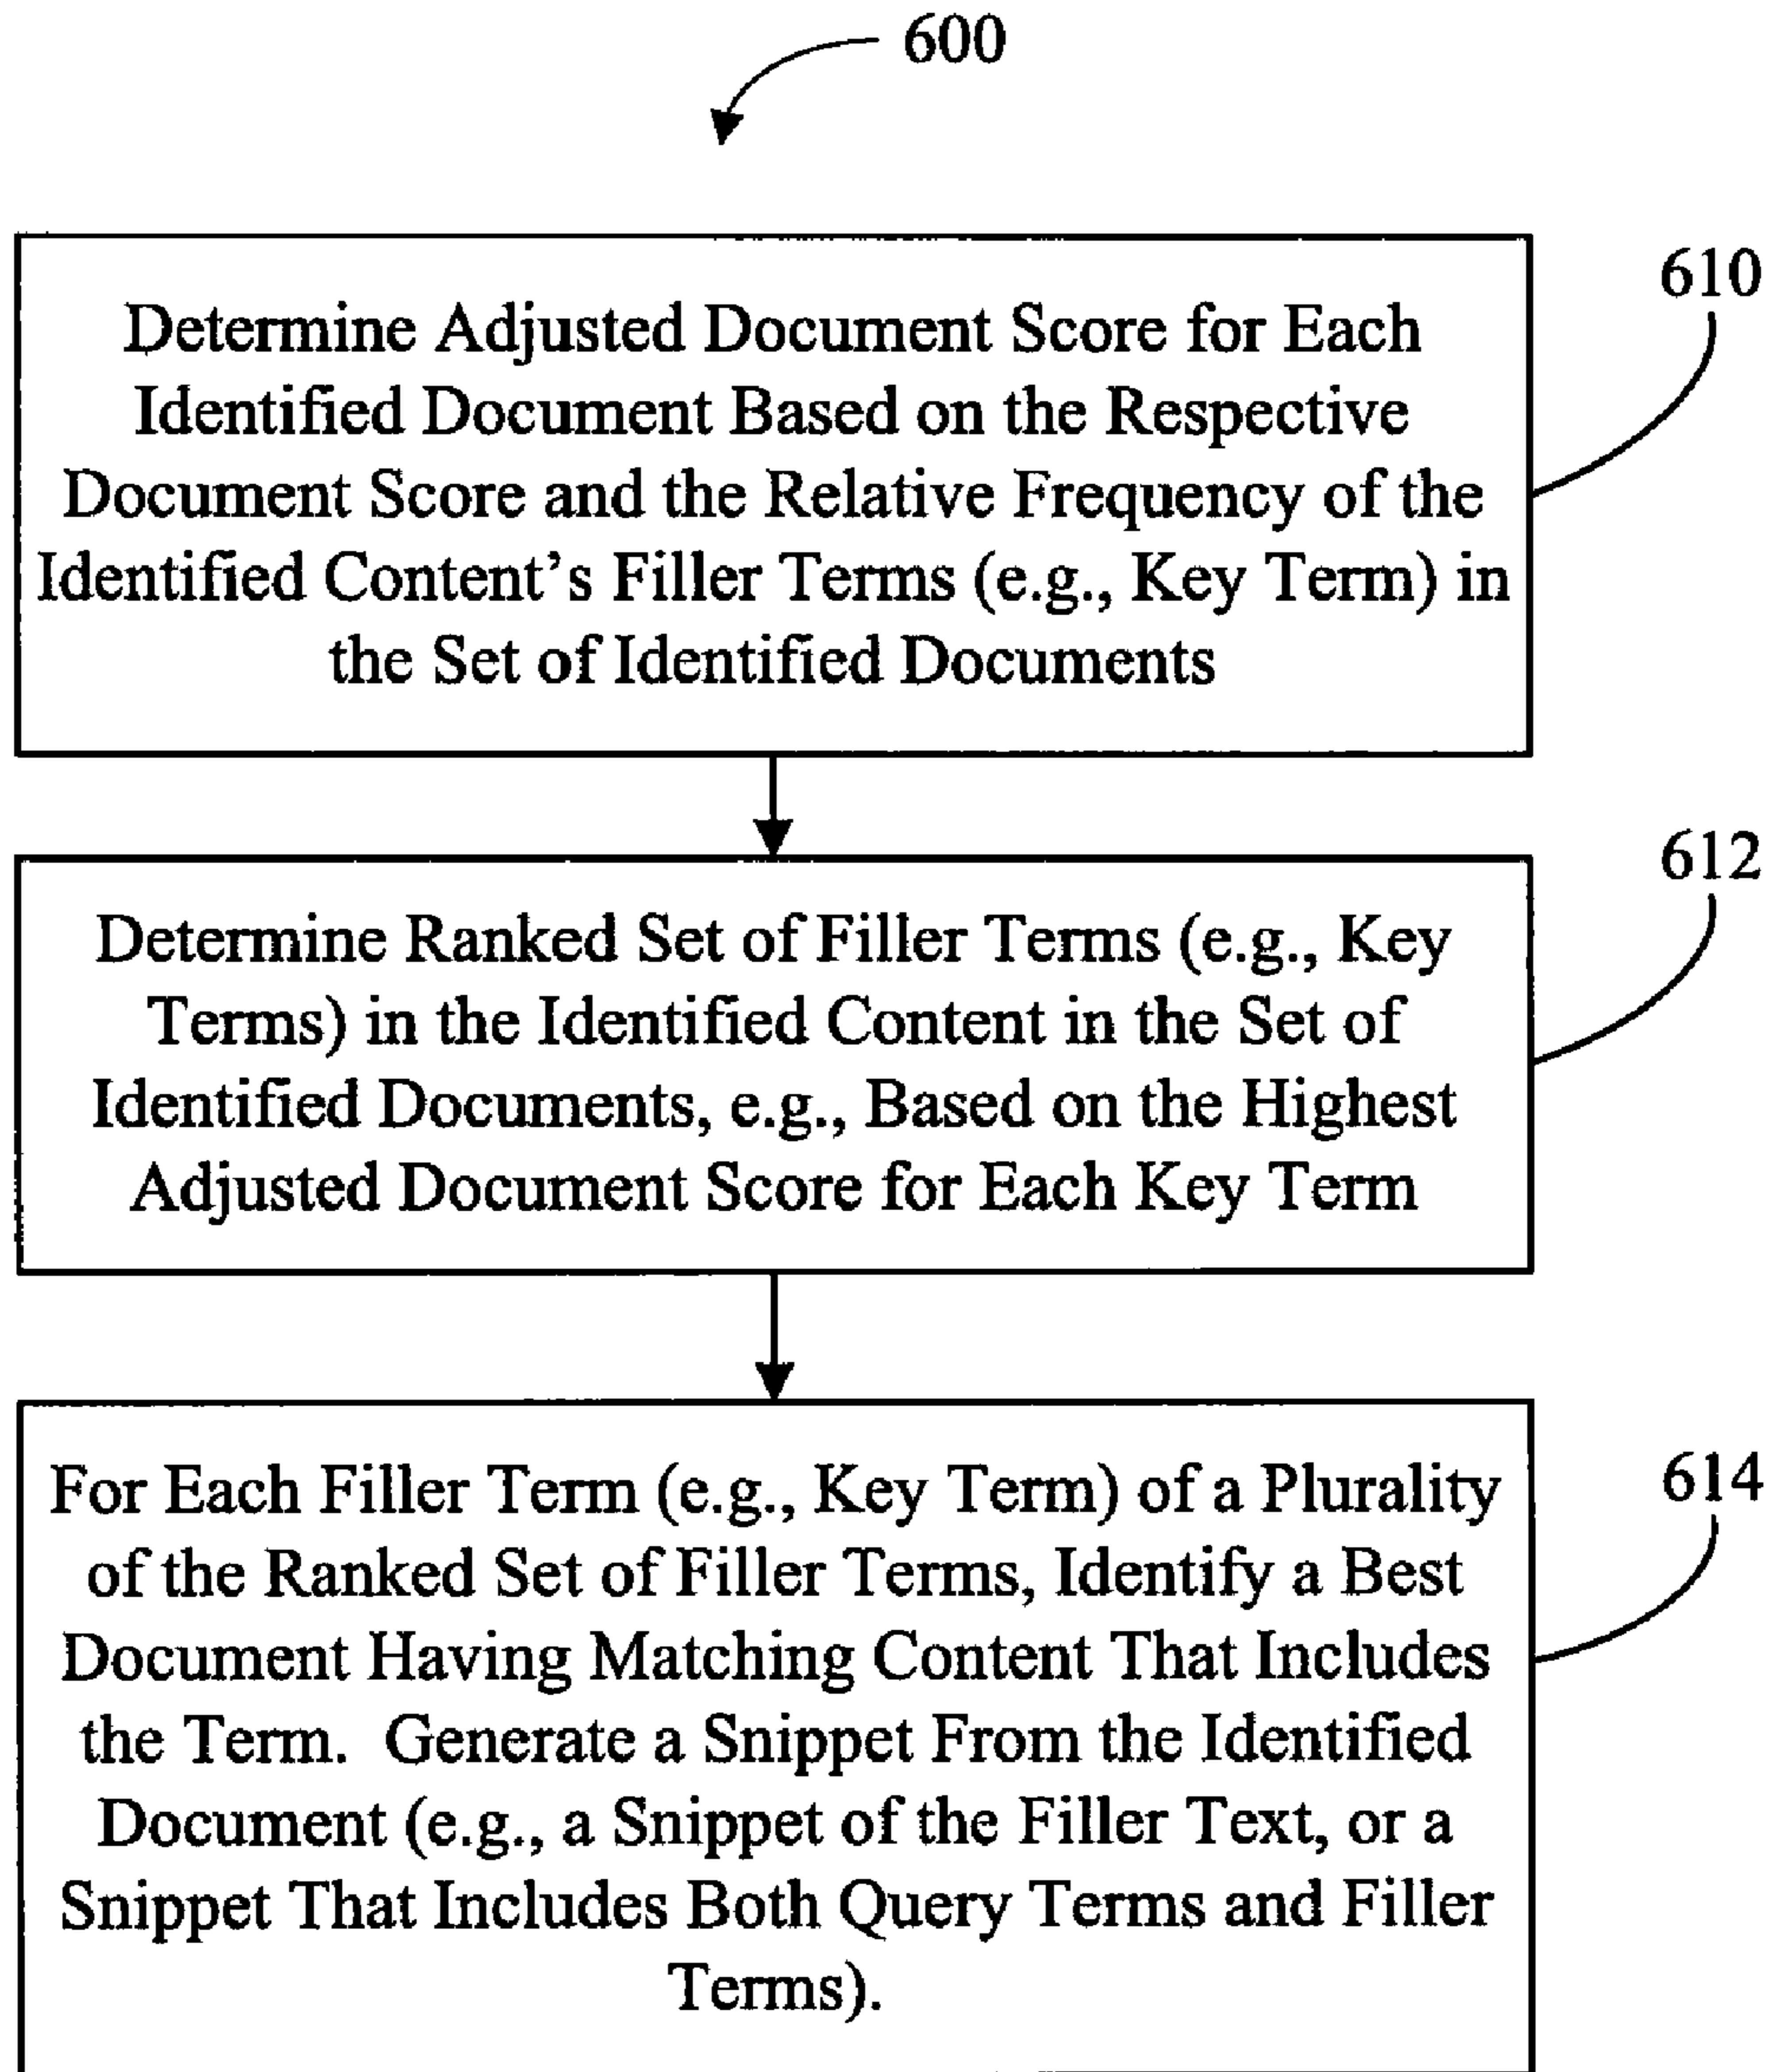 600
610
Determine Adjusted Document Score for Each
Identified Document Based on the Respective
Document Score and the Relative Frequency of the
Identified Content's Filler Terms (e.g., Key Term) in
the Set of Identified Documents
612
Determine Ranked Set of Filler Terms (e.g., Key
Terms) in the Identified Content in the Set of
Identified Documents, e.g., Based on the Highest
Adjusted Document Score for Each Key Term
614
For Each Filler Term (e.g., Key Term) of a Plurality
of the Ranked Set of Filler Terms, Identify a Best
Document Having Matching Content That Includes
the Term.  Generate a Snippet From the Identified
Document (e.g., a Snippet of the Filler Text, or a
Snippet That Includes Both Query Terms and Filler
Terms).